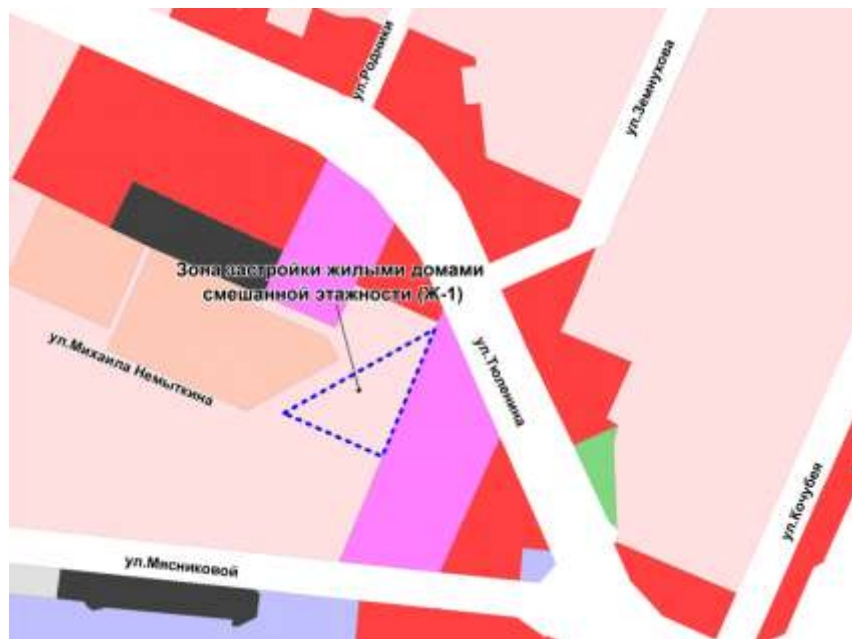 ул.Родники
ул.Земнухова
Зона застройки жилыми домами
смешанной этажности (Ж-1)
ул.Михаила Немыткина
ул.Тюленина
ул.Кочубея
ул.Мясниковой